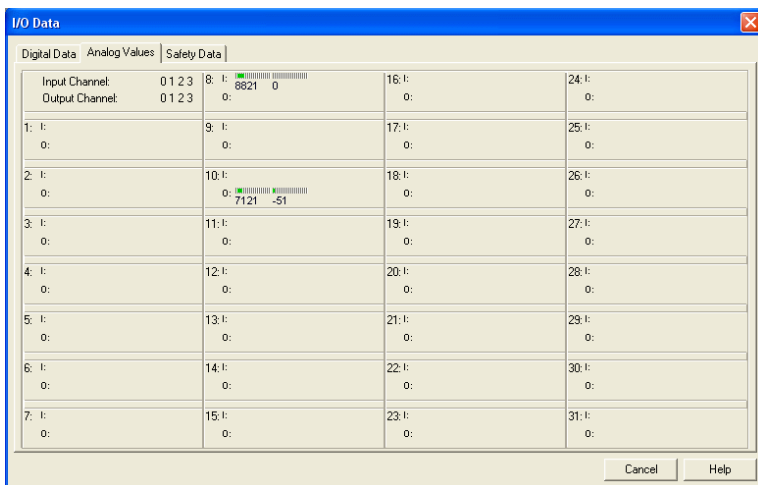 I/O Data
Digital Data Analog Values Safety Data
Input Channel: 0 1 2 3
Output Channel: 0 1 2 3
1: I:
0:
2: I:
0:
3: I:
0:
4: I:
0:
5: I:
0:
6: I:
0:
7: I:
0:
8: I: 8821 0
0:
9: I:
0:
10: I:
0: 7121 -51
11: I:
0:
12: I:
0:
13: I:
0:
14: I:
0:
15: I:
0:
16: I:
0:
17: I:
0:
18: I:
0:
19: I:
0:
20: I:
0:
21: I:
0:
22: I:
0:
23: I:
0:
24: I:
0:
25: I:
0:
26: I:
0:
27: I:
0:
28: I:
0:
29: I:
0:
30: I:
0:
31: I:
0:
Cancel Help